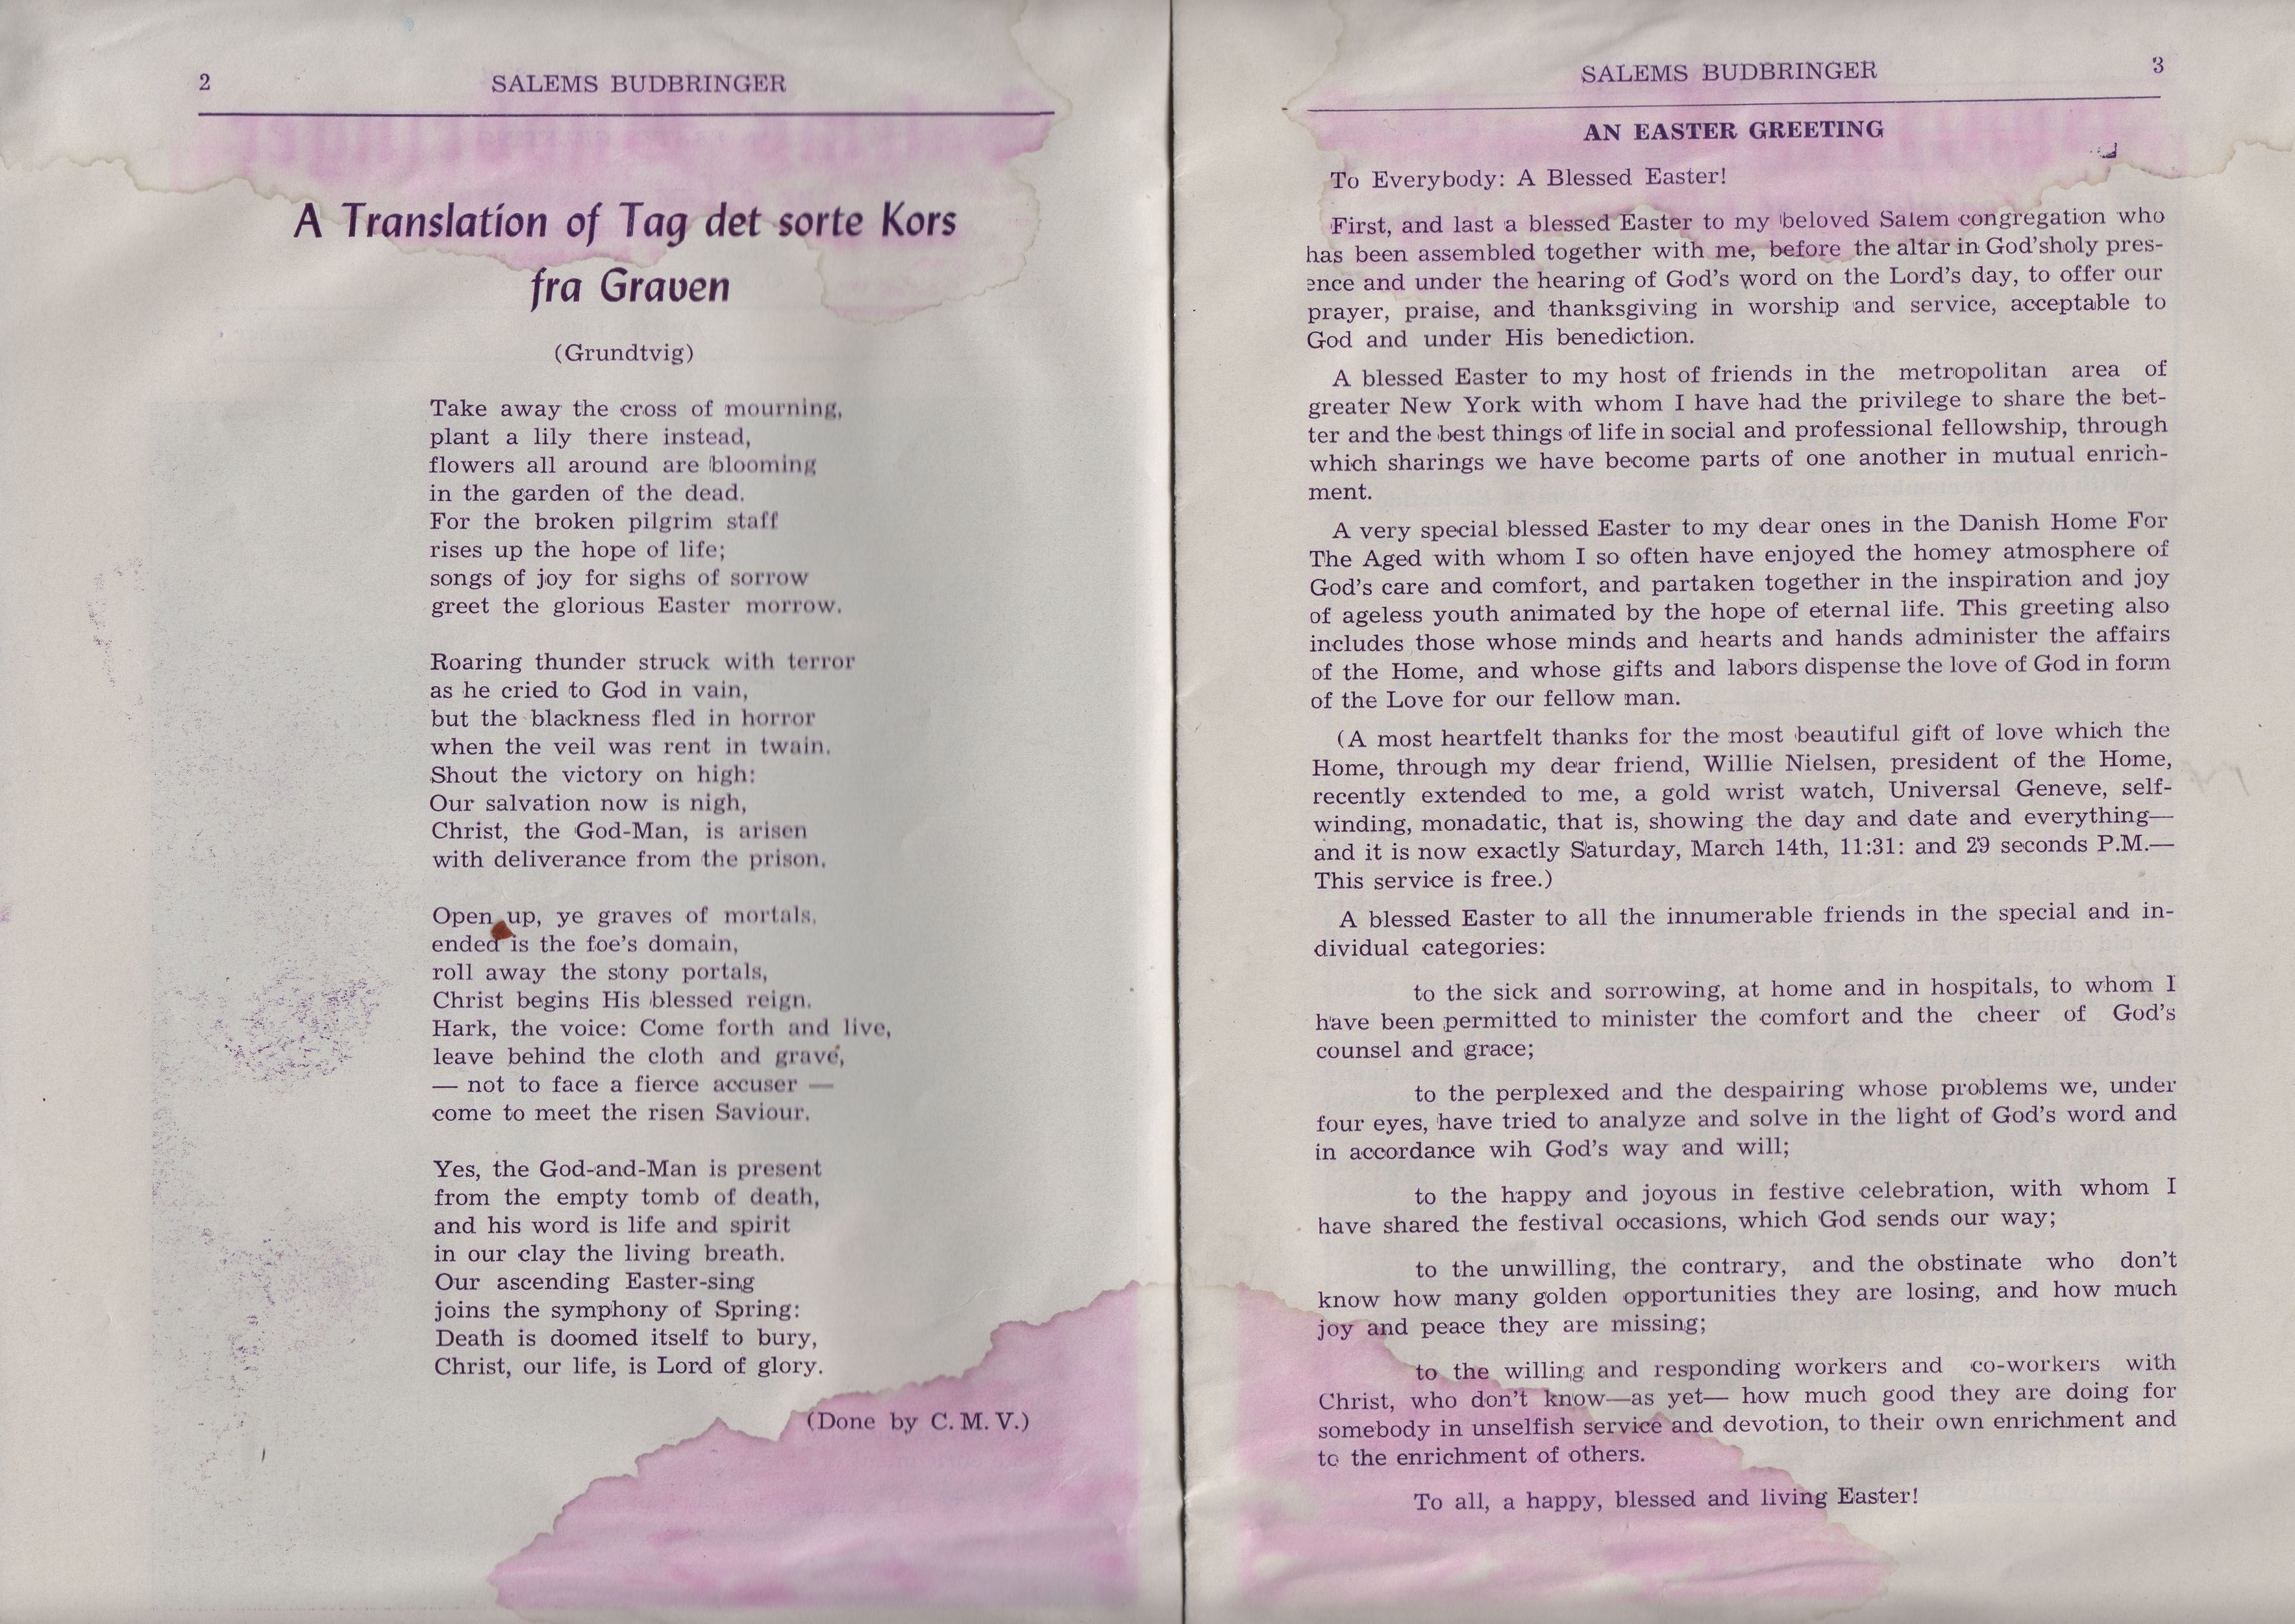 2
SALEMS BUDBRINGER
A Translation of Tag det sorte Kors
fra Graven
(Grundtvig)
Take away the cross of mourning,
plant a lily there instead,
flowers all around are blooming
in the garden of the dead.
For the broken pilgrim staff
rises up the hope of life;
songs of joy for sighs of sorrow
greet the glorious Easter morrow.
Roaring thunder struck with terror
as he cried to God in vain,
but the blackness fled in horror
when the veil was rent in twain.
Shout the victory on high:
Our salvation now is nigh,
Christ, the God-Man, is arisen
with deliverance from the prison.
Open up, ye graves of mortals,
ended is the foe's domain,
roll away the stony portals,
Christ begins His blessed reign.
Hark, the voice: Come forth and live,
leave behind the cloth and grave,
— not to face a fierce accuser —
come to meet the risen Saviour.
Yes, the God-and-Man is present
from the empty tomb of death,
and his word is life and spirit
in our clay the living breath.
Our ascending Easter-sing
joins the symphony of Spring:
Death is doomed itself to bury,
Christ, our life, is Lord of glory.
(Done by C. M. V.)
SALEMS BUDBRINGER
3
AN EASTER GREETING
To Everybody: A Blessed Easter!
First, and last a blessed Easter to my beloved Salem congregation who
has been assembled together with me, before the altar in God'sholy pres-
ence and under the hearing of God's word on the Lord's day, to offer our
prayer, praise, and thanksgiving in worship and service, acceptable to
God and under His benediction.
A blessed Easter to my host of friends in the metropolitan area of
greater New York with whom I have had the privilege to share the bet-
ter and the best things of life in social and professional fellowship, through
which sharings we have become parts of one another in mutual enrich-
ment.
A very special blessed Easter to my dear ones in the Danish Home For
The Aged with whom I so often have enjoyed the homey atmosphere of
God's care and comfort, and partaken together in the inspiration and joy
of ageless youth animated by the hope of eternal life. This greeting also
includes those whose minds and hearts and hands administer the affairs
of the Home, and whose gifts and labors dispense the love of God in form
of the Love for our fellow man.
(A most heartfelt thanks for the most beautiful gift of love which the
Home, through my dear friend, Willie Nielsen, president of the Home,
recently extended to me, a gold wrist watch, Universal Geneve, self-
winding, monadatic, that is, showing the day and date and everything—
and it is now exactly Saturday, March 14th, 11:31: and 29 seconds P.M.—
This service is free.)
A blessed Easter to all the innumerable friends in the special and in-
dividual categories:
to the sick and sorrowing, at home and in hospitals, to whom I
have been permitted to minister the comfort and the cheer of God's
counsel and grace;
to the perplexed and the despairing whose problems we, under
four eyes, have tried to analyze and solve in the light of God's word and
in accordance wih God's way and will;
to the happy and joyous in festive celebration, with whom I
have shared the festival occasions, which God sends our way;
to the unwilling, the contrary, and the obstinate who don't
know how many golden opportunities they are losing, and how much
joy and peace they are missing;
to the willing and responding workers and co-workers with
Christ, who don't know—as yet— how much good they are doing for
somebody in unselfish service and devotion, to their own enrichment and
to the enrichment of others.
To all, a happy, blessed and living Easter!